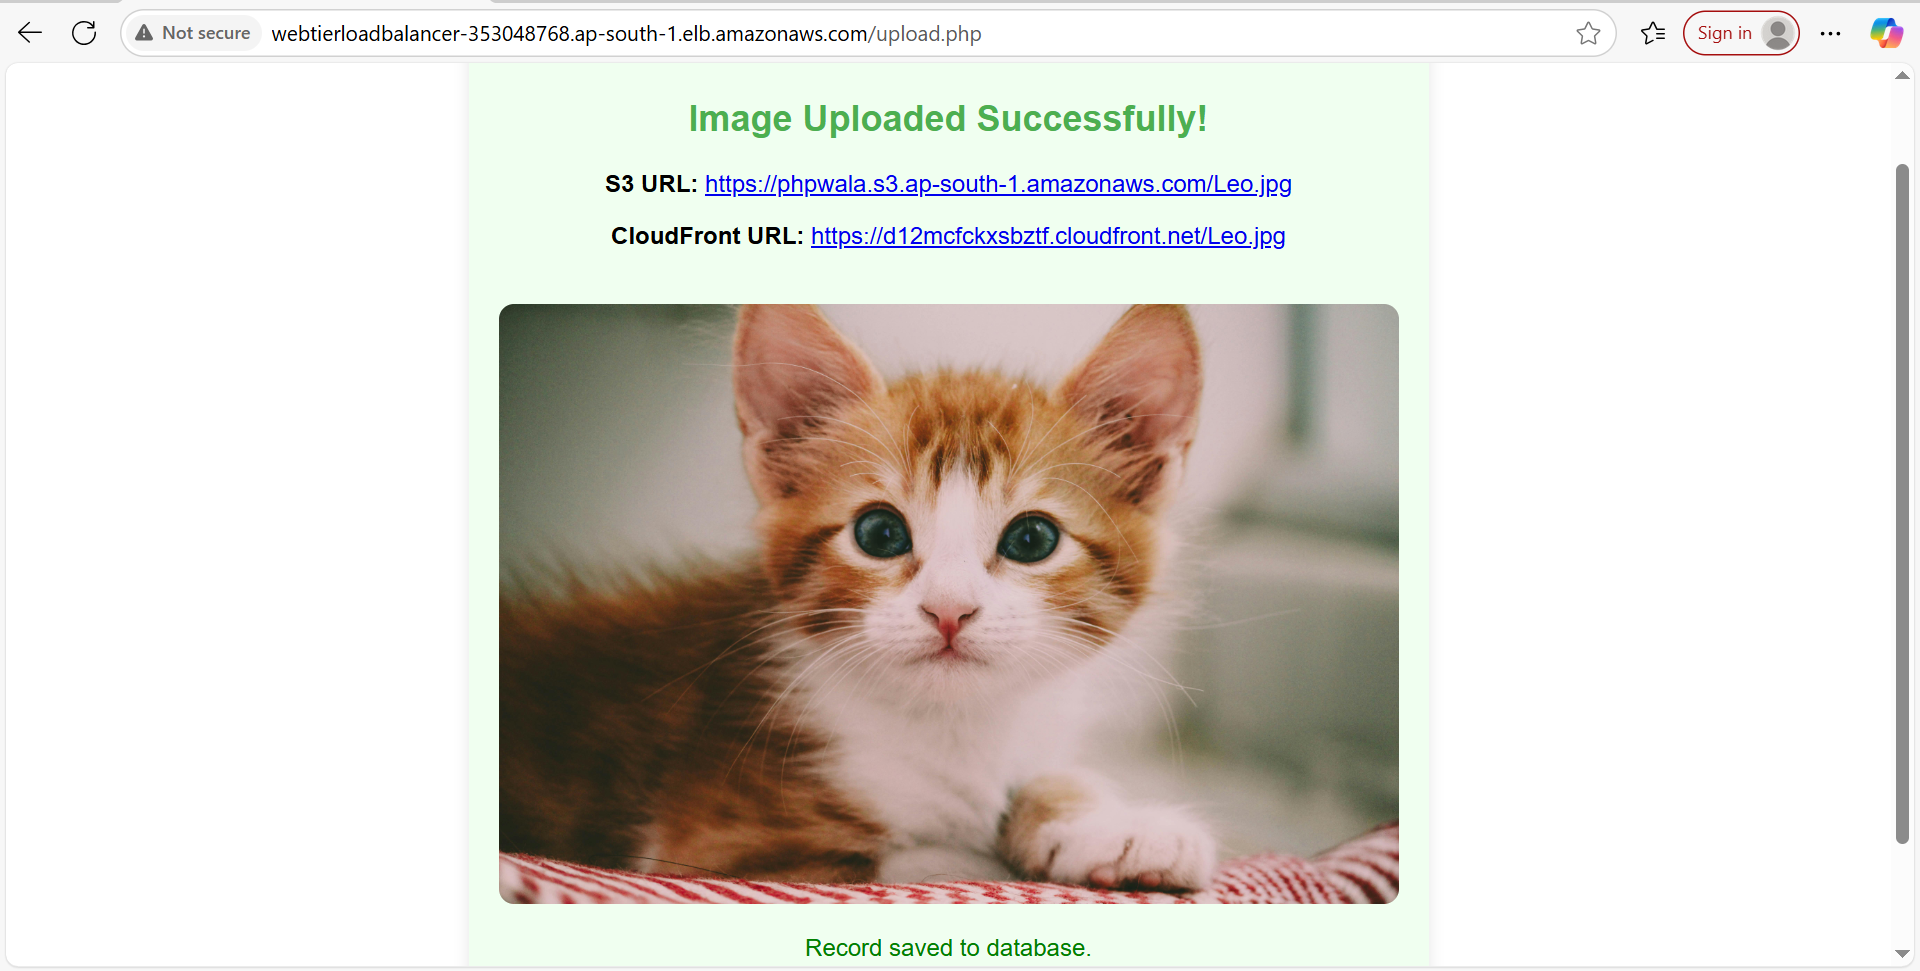 Not secure webtierloadbalancer-353048768.ap-south-1.elb.amazonaws.com/upload.php Sign in
Image Uploaded Successfully!
S3 URL: https://phpwala.s3.ap-south-1.amazonaws.com/Leo.jpg
CloudFront URL: https://d12mcfckxsbztf.cloudfront.net/Leo.jpg
Record saved to database.